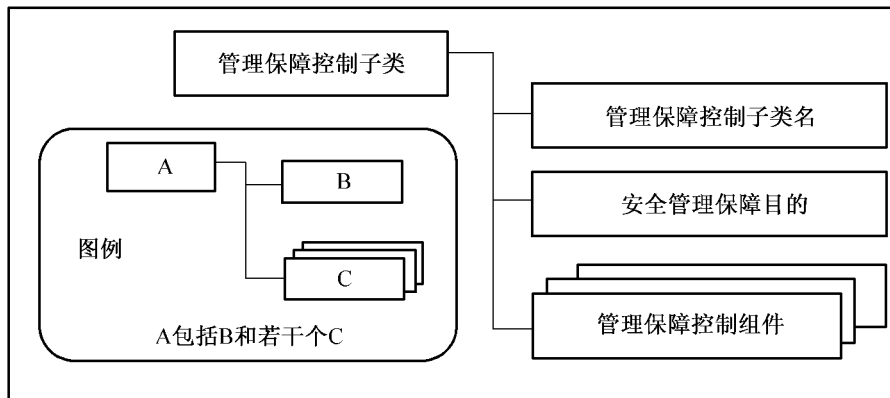 管理保障控制子类
管理保障控制子类名
安全管理保障目的
管理保障控制组件
A
B
图例
C
A包括B和若干个C